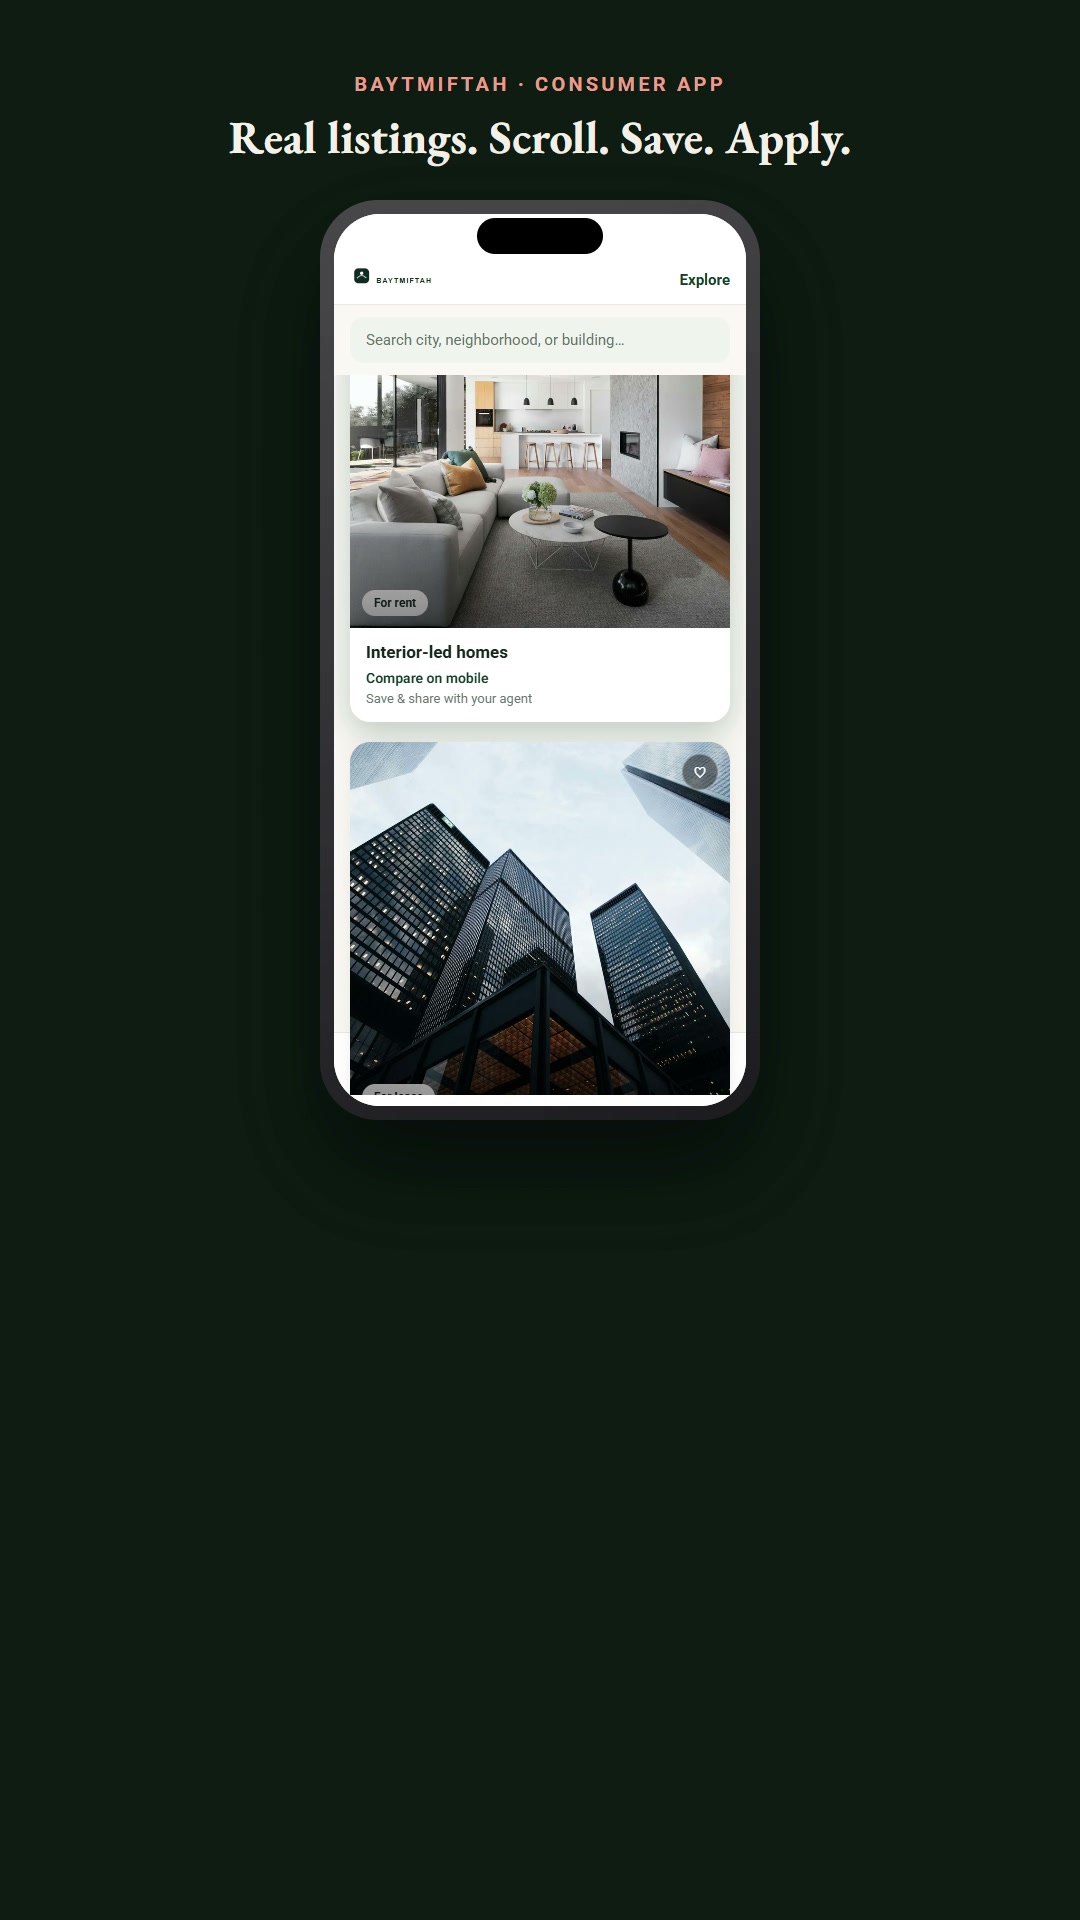 BAYTMIFTAH · CONSUMER APP
Real listings. Scroll. Save. Apply.
BAYTMIFTAH
Explore
Search city, neighborhood, or building…
For rent
Interior-led homes
Compare on mobile
Save & share with your agent